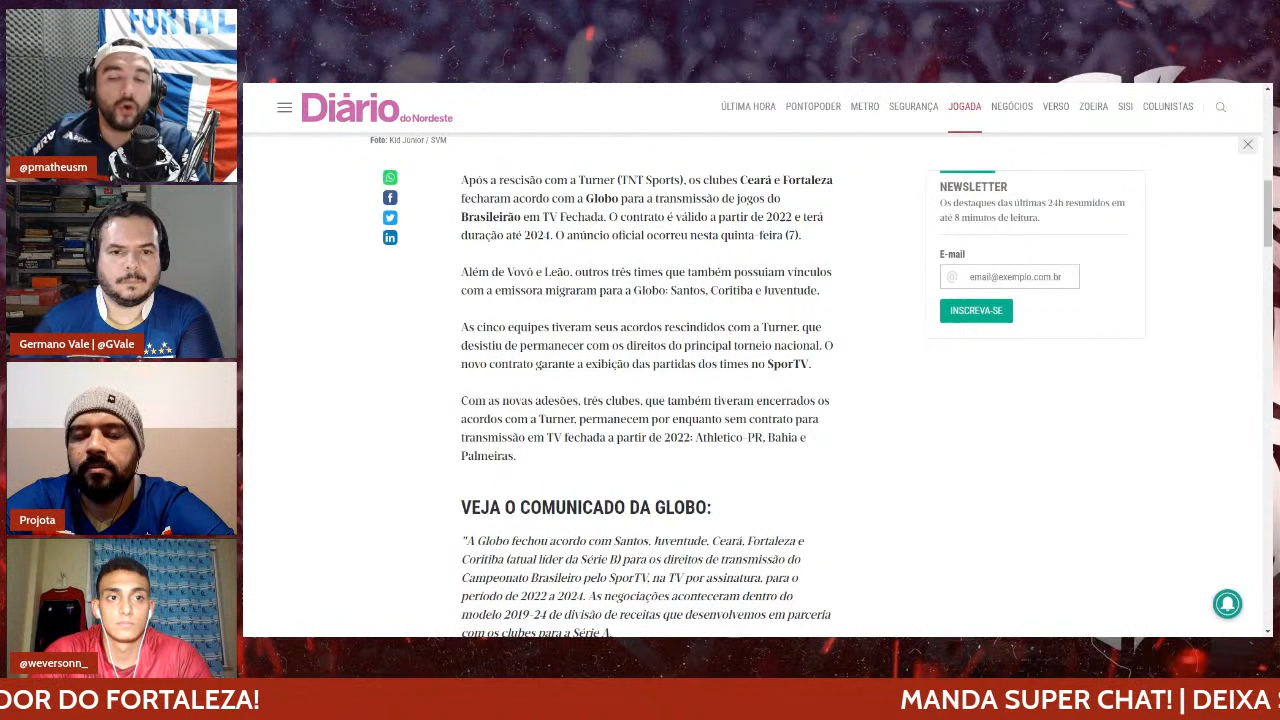 FORTAL
@pmatheusm
Germano Vale | @GVale
Projota
@weversonn_
Diário do Nordeste
ÚLTIMA HORA PONTOPODER METRO SEGURANÇA JOGADA NEGÓCIOS VERSO ZOEIRA SISI COLUNISTAS
Foto: Kid Júnior / SVM
Após a rescisão com a Turner (TNT Sports), os clubes Ceará e Fortaleza
fecharam acordo com a Globo para a transmissão de jogos do
Brasileirão em TV Fechada. O contrato é válido a partir de 2022 e terá
duração até 2024. O anúncio oficial ocorreu nesta quinta-feira (7).
Além de Vovô e Leão, outros três times que também possuíam vínculos
com a emissora migraram para a Globo: Santos, Coritiba e Juventude.
As cinco equipes tiveram seus acordos rescindidos com a Turner, que
desistiu de permanecer com os direitos do principal torneio nacional. O
novo contrato garante a exibição das partidas dos times no SporTV.
Com as novas adesões, três clubes, que também tiveram encerrados os
acordos com a Turner, permanecem por enquanto sem contrato para
transmissão em TV fechada a partir de 2022: Athletico-PR, Bahia e
Palmeiras.
VEJA O COMUNICADO DA GLOBO:
"A Globo fechou acordo com Santos, Juventude, Ceará, Fortaleza e
Coritiba (atual líder da Série B) para os direitos de transmissão do
Campeonato Brasileiro pelo SporTV, na TV por assinatura, para o
período de 2022 a 2024. As negociações aconteceram dentro do
modelo 2019-24 de divisão de receitas que desenvolvemos em parceria
com os clubes para a Série A.
NEWSLETTER
Os destaques das últimas 24h resumidos em
até 8 minutos de leitura.
E-mail
@ email@exemplo.com.br
INSCREVA-SE
DOR DO FORTALEZA! MANDA SUPER CHAT! | DEIXA